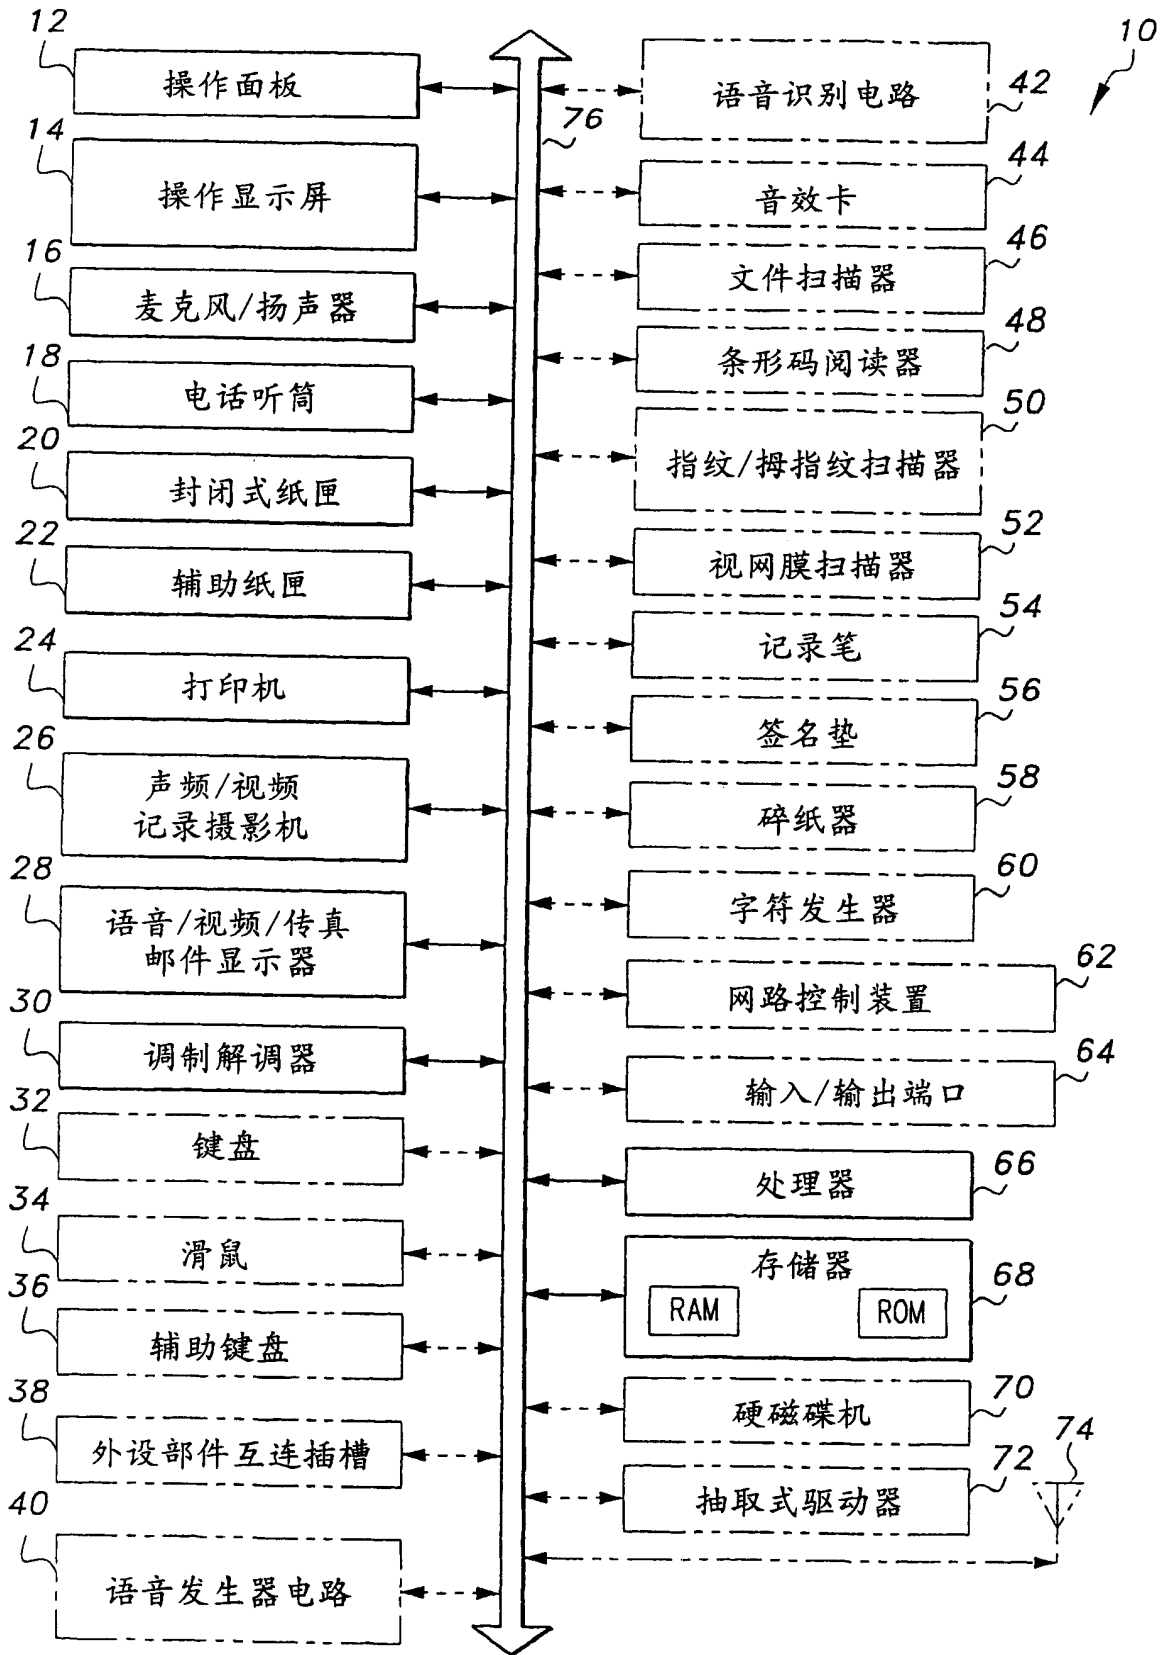 10
12
操作面板
14
操作显示屏
16
麦克风/扬声器
18
电话听筒
20
封闭式纸匣
22
辅助纸匣
24
打印机
26
声频/视频
记录摄影机
28
语音/视频/传真
邮件显示器
30
调制解调器
32
键盘
34
滑鼠
36
辅助键盘
38
外设部件互连插槽
40
语音发生器电路
76
语音识别电路
42
音效卡
44
文件扫描器
46
条形码阅读器
48
指纹/拇指纹扫描器
50
视网膜扫描器
52
记录笔
54
签名垫
56
碎纸器
58
字符发生器
60
网路控制装置
62
输入/输出端口
64
处理器
66
存储器
RAM
ROM
68
硬磁碟机
70
抽取式驱动器
72
74